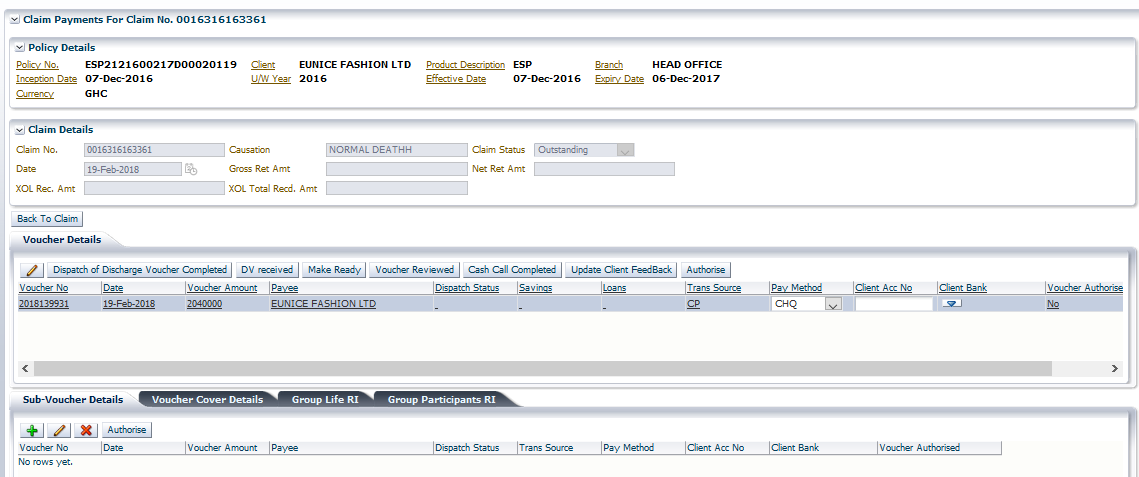 Claim Payments For Claim No. 0016316163361
Policy Details
Policy No. ESP2121600217D00020119 Client EUNICE FASHION LTD Product Description ESP Branch HEAD OFFICE
Inception Date 07-Dec-2016 U/W Year 2016 Effective Date 07-Dec-2016 Expiry Date 06-Dec-2017
Currency GHC
Claim Details
Claim No. 0016316163361 Causation NORMAL DEATHH Claim Status Outstanding
Date 19-Feb-2018 Gross Ret Amt Net Ret Amt
XOL Rec. Amt XOL Total Recd. Amt
Back To Claim
Voucher Details
Dispatch of Discharge Voucher Completed DV received Make Ready Voucher Reviewed Cash Call Completed Update Client FeedBack Authorise
Voucher No Date Voucher Amount Payee Dispatch Status Savings Loans Trans Source Pay Method Client Acc No Client Bank Voucher Authorise
2018139931 19-Feb-2018 2040000 EUNICE FASHION LTD - - - CP CHQ No
Sub-Voucher Details Voucher Cover Details Group Life RI Group Participants RI
Authorise
Voucher No Date Voucher Amount Payee Dispatch Status Trans Source Pay Method Client Acc No Client Bank Voucher Authorised
No rows yet.